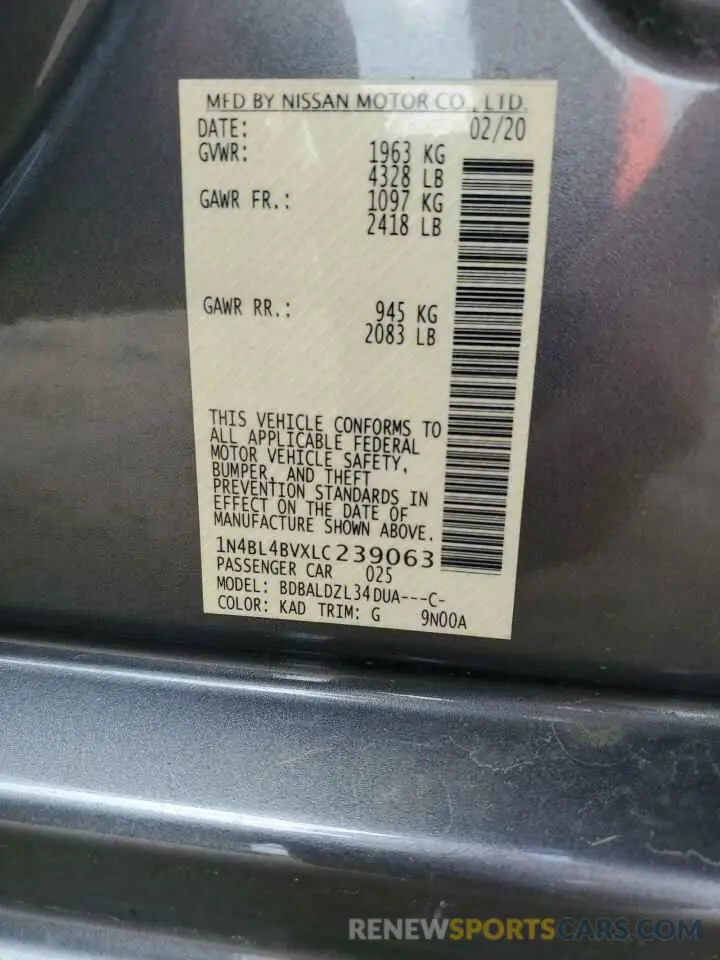 MFD BY NISSAN MOTOR CO., LTD.
DATE: 02/20
GVWR: 1963 KG
4328 LB
GAWR FR.: 1097 KG
2418 LB
GAWR RR.: 945 KG
2083 LB
THIS VEHICLE CONFORMS TO
ALL APPLICABLE FEDERAL
MOTOR VEHICLE SAFETY,
BUMPER, AND THEFT
PREVENTION STANDARDS IN
EFFECT ON THE DATE OF
MANUFACTURE SHOWN ABOVE.
1N4BL4BVXLC239063
PASSENGER CAR 025
MODEL: BDBALDZL34DUA---C-
COLOR: KAD TRIM: G 9N00A
RENEWSPORTSCARS.COM